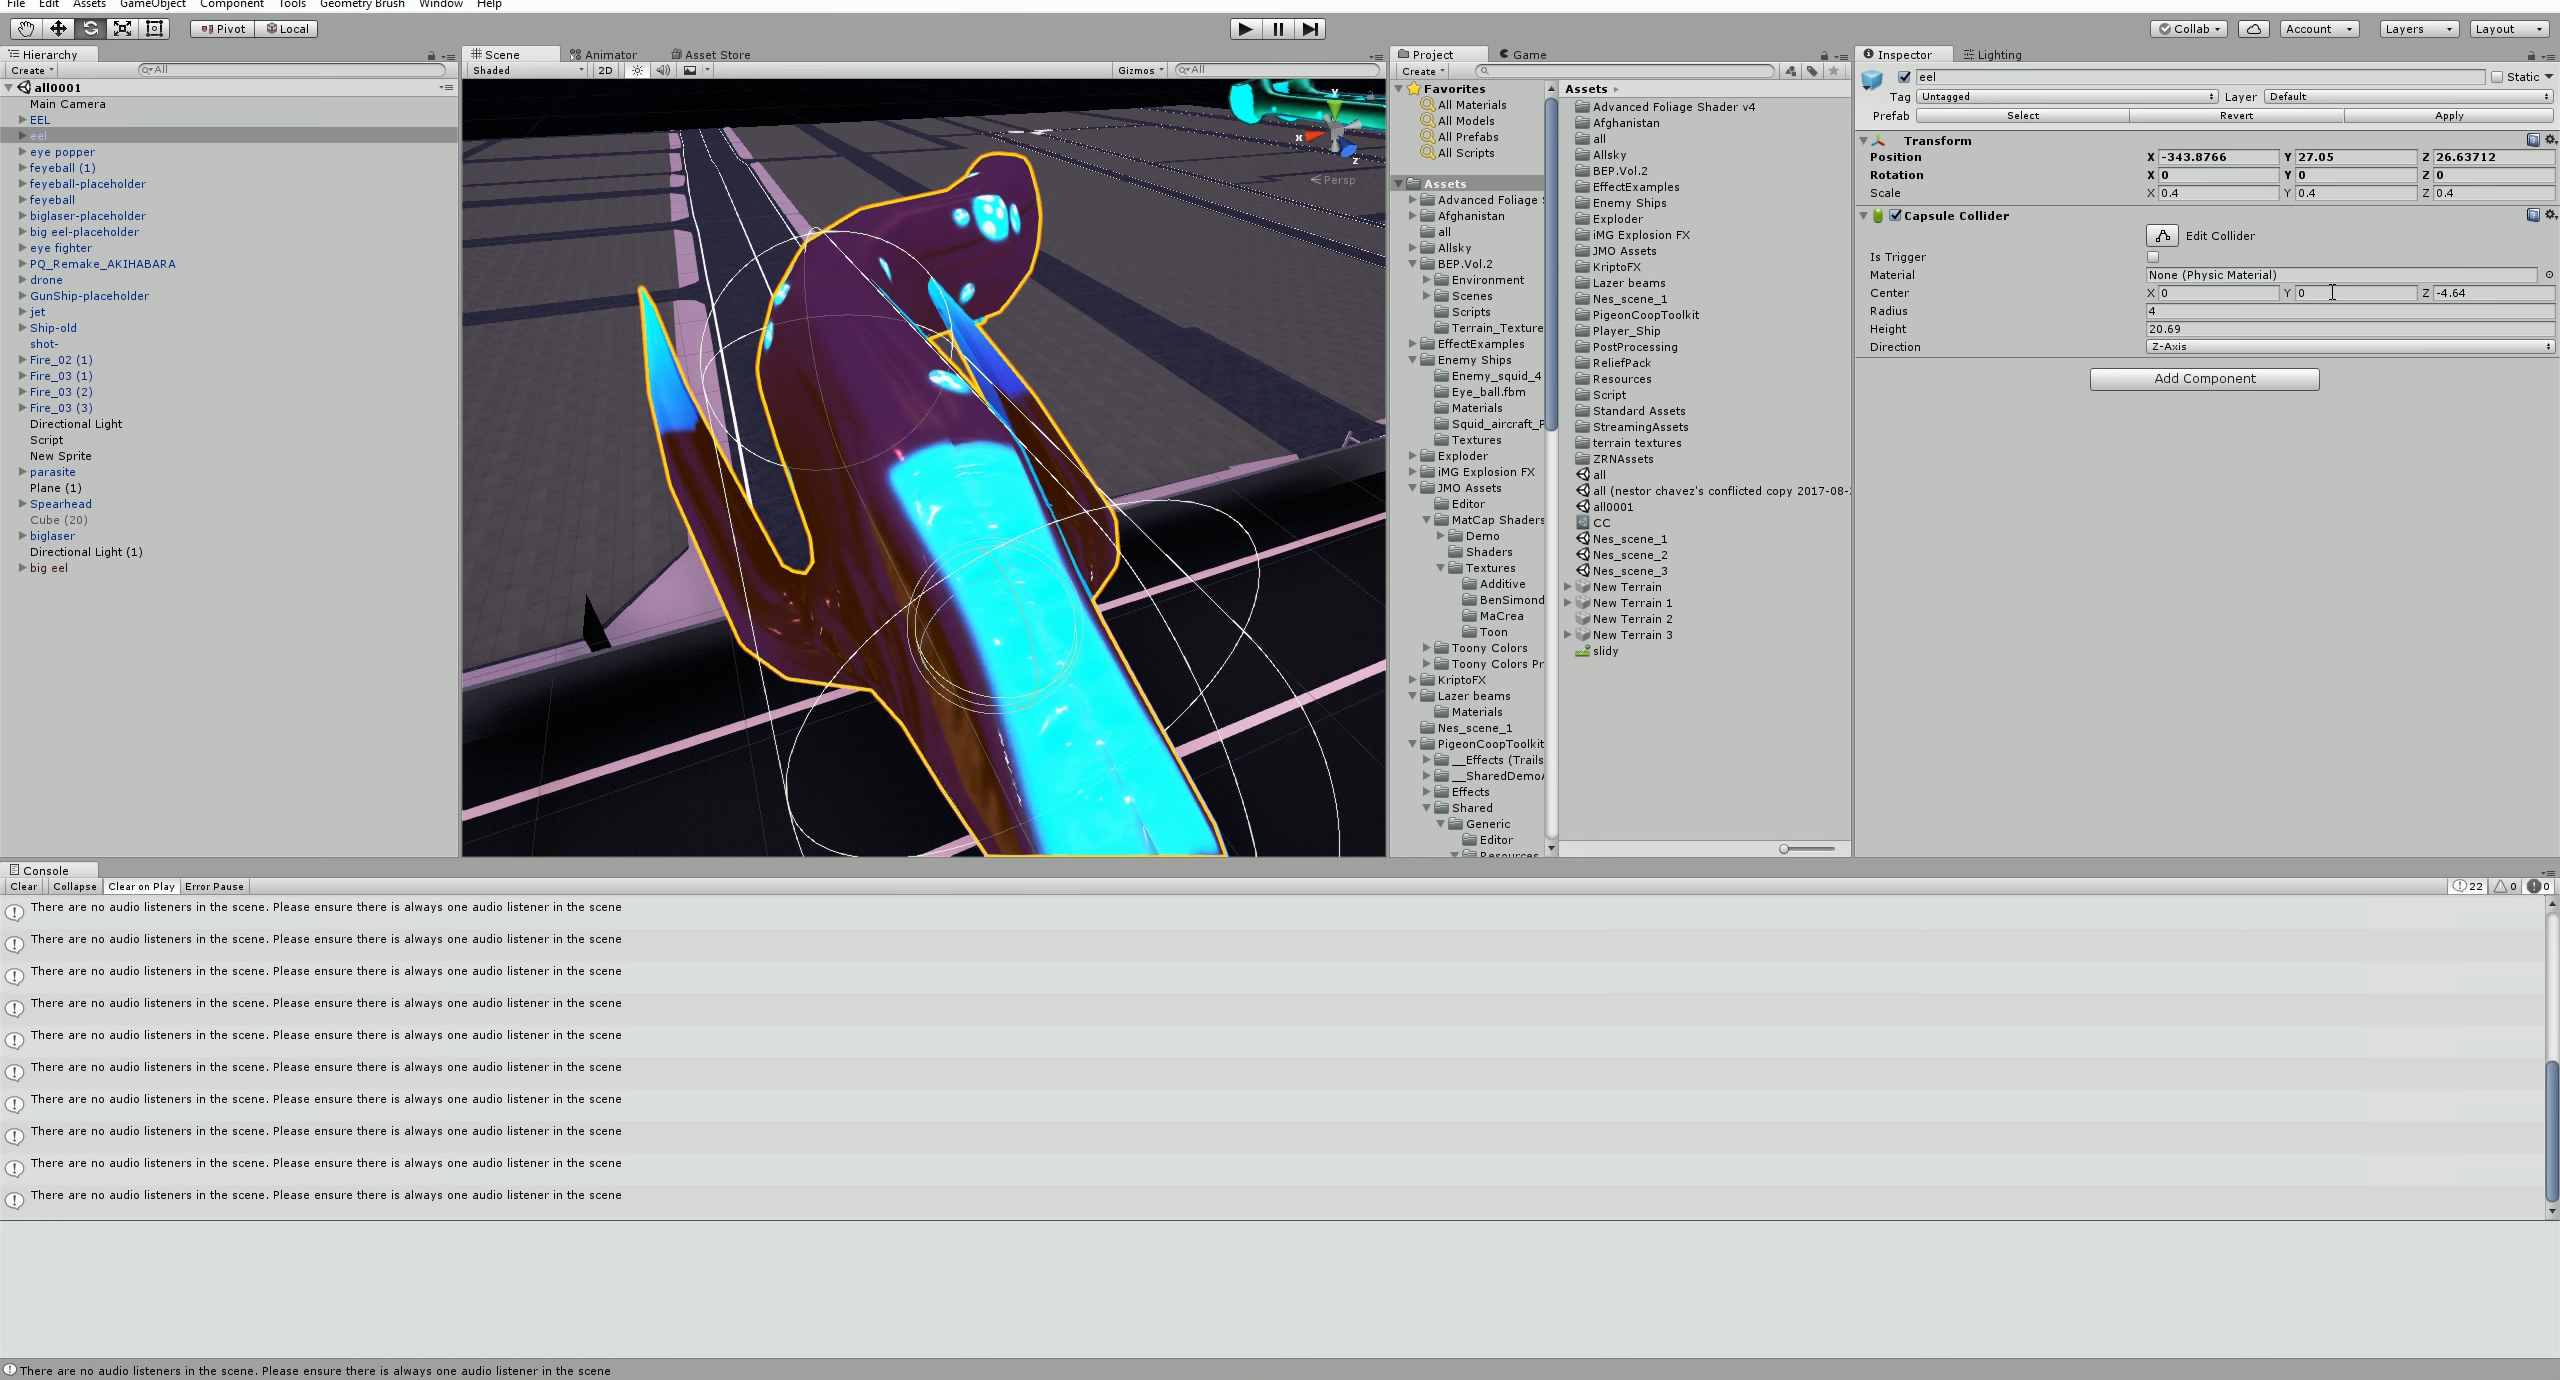 File Edit Assets GameObject Component Tools Geometry Brush Window Help
Pivot Local
Collab Account Layers Layout
Hierarchy
Create All
all0001
Main Camera
EEL
eel
eye popper
feyeball (1)
feyeball-placeholder
feyeball
biglaser-placeholder
big eel-placeholder
eye fighter
PQ_Remake_AKIHABARA
drone
GunShip-placeholder
jet
Ship-old
shot-
Fire_02 (1)
Fire_03 (1)
Fire_03 (2)
Fire_03 (3)
Directional Light
Script
New Sprite
parasite
Plane (1)
Spearhead
Cube (20)
biglaser
Directional Light (1)
big eel
Scene Animator Asset Store
Shaded 2D Gizmos All
y
x
z
Persp
Project Game
Create
Favorites
All Materials
All Models
All Prefabs
All Scripts
Assets
Advanced Foliage S
Afghanistan
all
Allsky
BEP.Vol.2
Environment
Scenes
Scripts
Terrain_Texture
EffectExamples
Enemy Ships
Enemy_squid_4
Eye_ball.fbm
Materials
Squid_aircraft_F
Textures
Exploder
iMG Explosion FX
JMO Assets
Editor
MatCap Shaders
Demo
Shaders
Textures
Additive
BenSimond
MaCrea
Toon
Toony Colors
Toony Colors Pr
KriptoFX
Lazer beams
Materials
Nes_scene_1
PigeonCoopToolkit
__Effects (Trails
__SharedDemoA
Effects
Shared
Generic
Editor
Resources
Assets
Advanced Foliage Shader v4
Afghanistan
all
Allsky
BEP.Vol.2
EffectExamples
Enemy Ships
Exploder
iMG Explosion FX
JMO Assets
KriptoFX
Lazer beams
Nes_scene_1
PigeonCoopToolkit
Player_Ship
PostProcessing
ReliefPack
Resources
Script
Standard Assets
StreamingAssets
terrain textures
ZRNAssets
all
all (nestor chavez's conflicted copy 2017-08-
all0001
CC
Nes_scene_1
Nes_scene_2
Nes_scene_3
New Terrain
New Terrain 1
New Terrain 2
New Terrain 3
slidy
Inspector Lighting
eel Static
Tag Untagged Layer Default
Prefab Select Revert Apply
Transform
Position X -343.8766 Y 27.05 Z 26.63712
Rotation X 0 Y 0 Z 0
Scale X 0.4 Y 0.4 Z 0.4
Capsule Collider
Edit Collider
Is Trigger
Material None (Physic Material)
Center X 0 Y 0 Z -4.64
Radius 4
Height 20.69
Direction Z-Axis
Add Component
Console
Clear Collapse Clear on Play Error Pause 22 0 0
There are no audio listeners in the scene. Please ensure there is always one audio listener in the scene
There are no audio listeners in the scene. Please ensure there is always one audio listener in the scene
There are no audio listeners in the scene. Please ensure there is always one audio listener in the scene
There are no audio listeners in the scene. Please ensure there is always one audio listener in the scene
There are no audio listeners in the scene. Please ensure there is always one audio listener in the scene
There are no audio listeners in the scene. Please ensure there is always one audio listener in the scene
There are no audio listeners in the scene. Please ensure there is always one audio listener in the scene
There are no audio listeners in the scene. Please ensure there is always one audio listener in the scene
There are no audio listeners in the scene. Please ensure there is always one audio listener in the scene
There are no audio listeners in the scene. Please ensure there is always one audio listener in the scene
There are no audio listeners in the scene. Please ensure there is always one audio listener in the scene